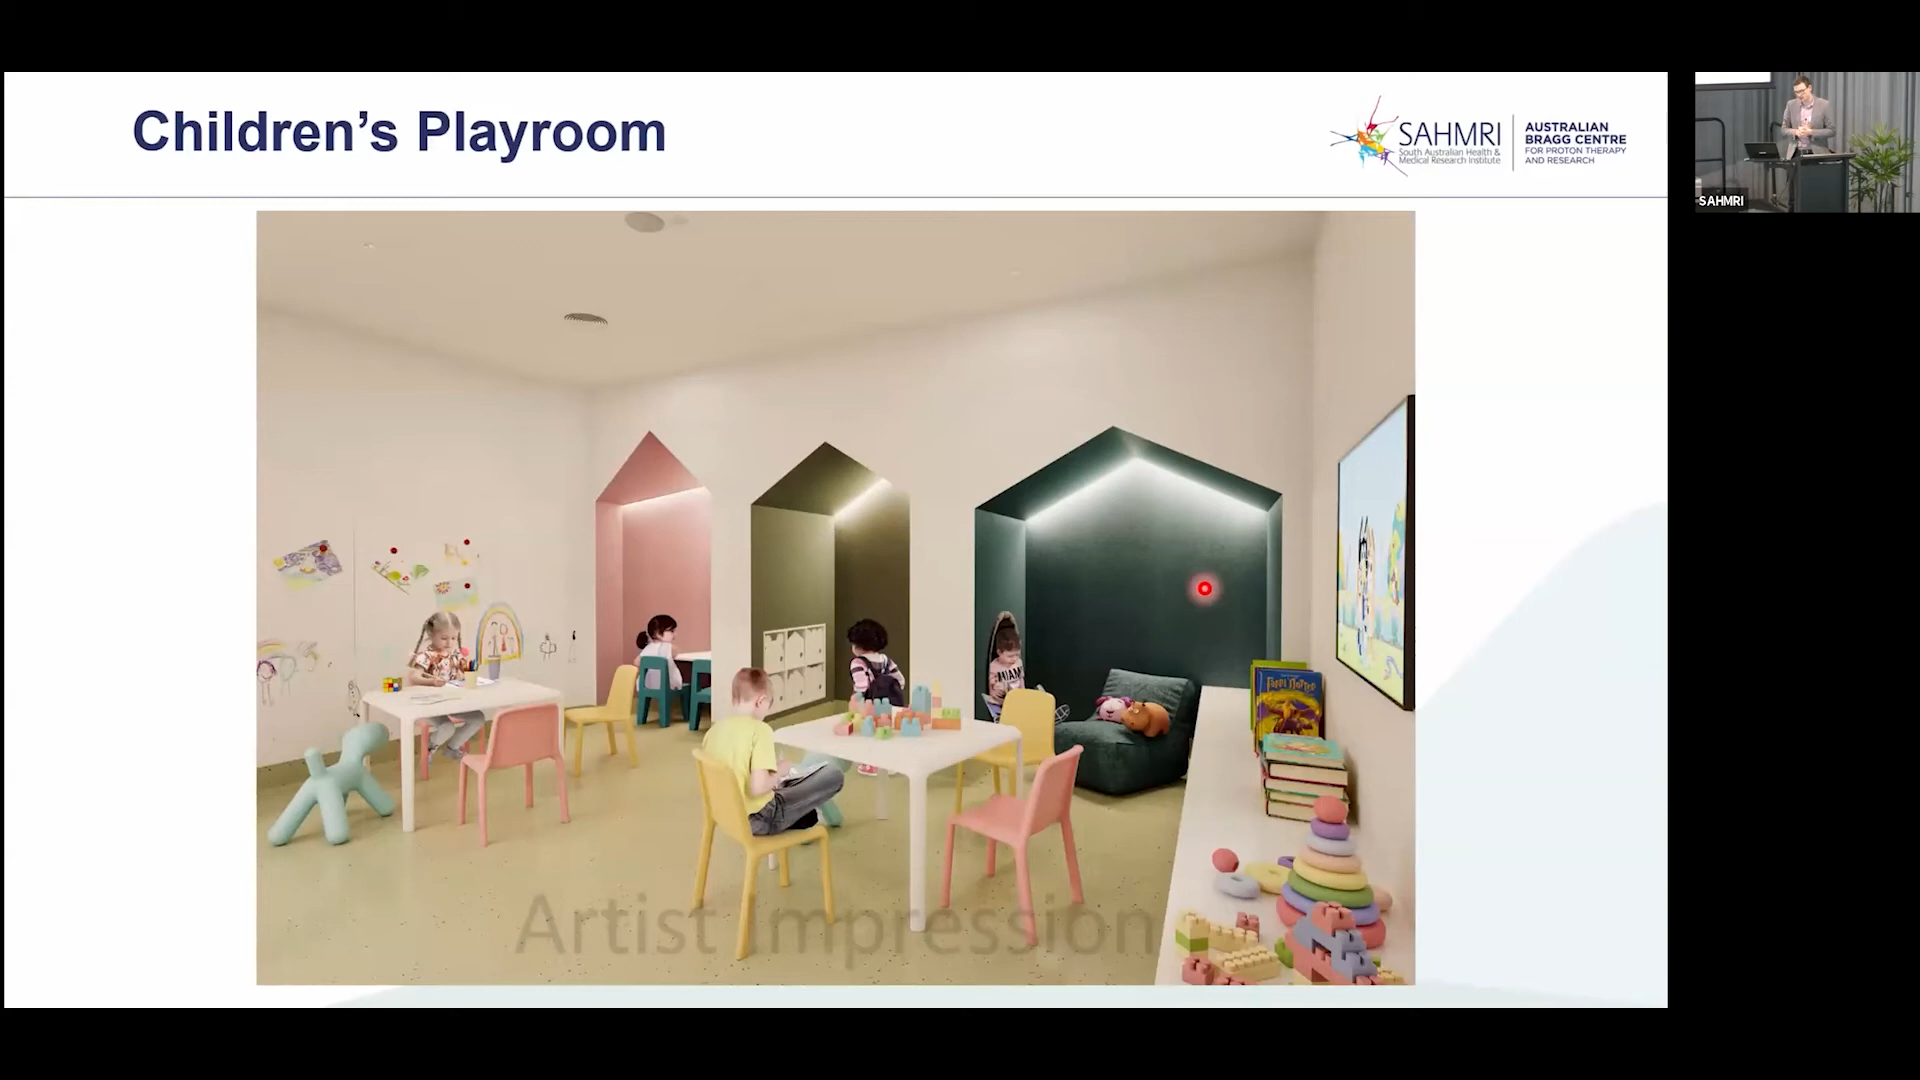 Children's Playroom
SAHMRI
South Australian Health &
Medical Research Institute
AUSTRALIAN
BRAGG CENTRE
FOR PROTON THERAPY
AND RESEARCH
SAHMRI
MIAMI
Artist Impression